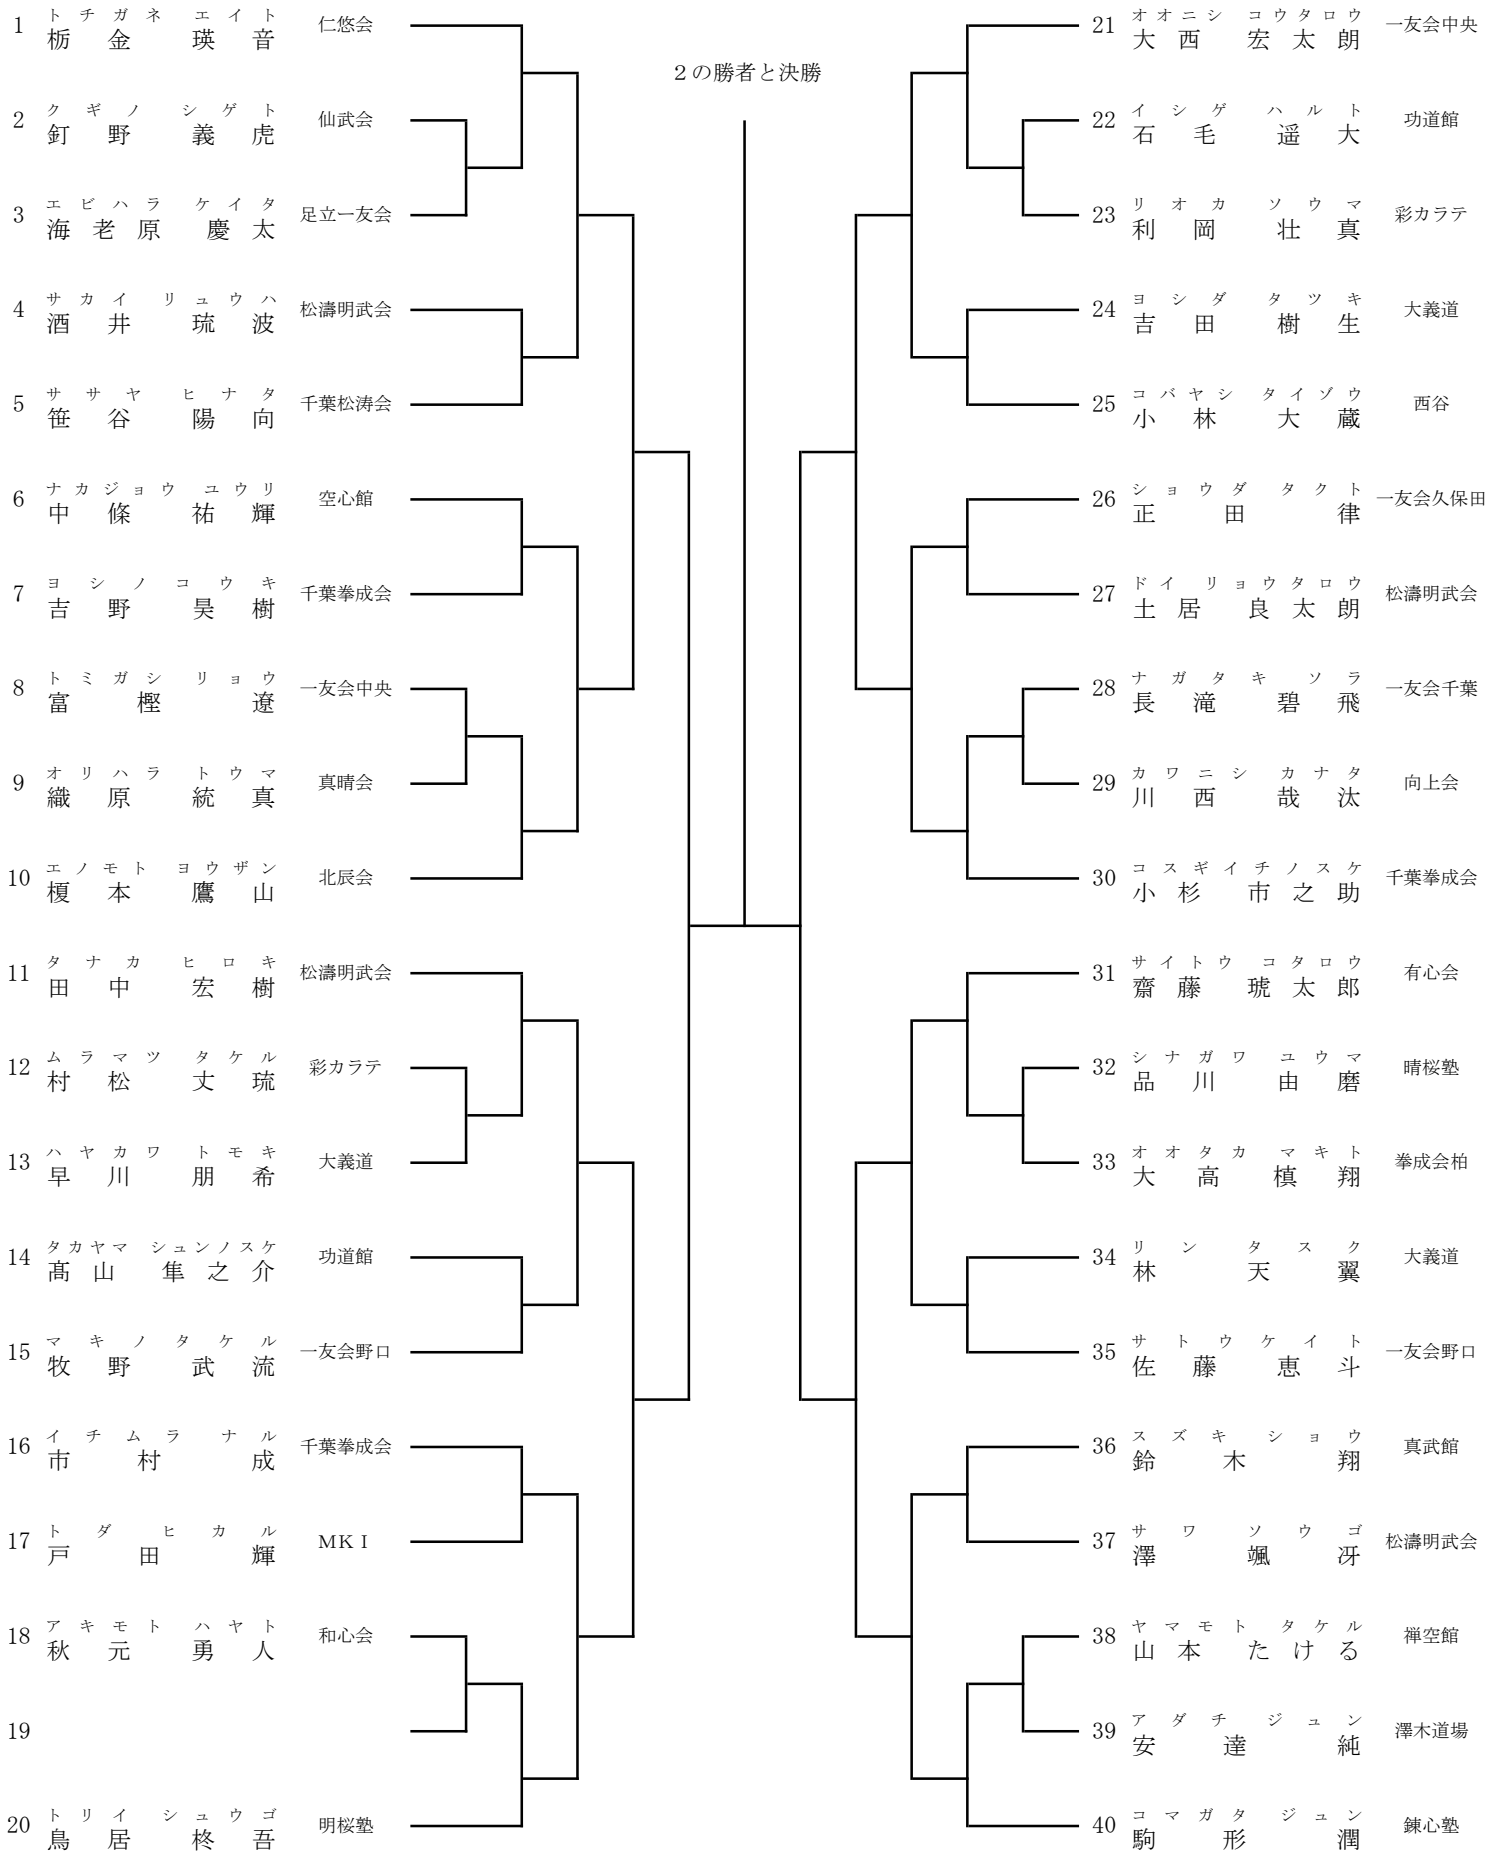 ２の勝者と決勝
トチガネ エイト
1 栃金 瑛音 仁悠会
クギノ シゲト
2 釘野 義虎 仙武会
エビハラ ケイタ
3 海老原 慶太 足立一友会
サカイ リュウハ
4 酒井 琉波 松濤明武会
ササヤ ヒナタ
5 笹谷 陽向 千葉松涛会
ナカジョウ ユウリ
6 中條 祐輝 空心館
ヨシノ コウキ
7 吉野 昊樹 千葉拳成会
トミガシ リョウ
8 富樫 遼 一友会中央
オリハラ トウマ
9 織原 統真 真晴会
エノモト ヨウザン
10 榎本 鷹山 北辰会
タナカ ヒロキ
11 田中 宏樹 松濤明武会
ムラマツ タケル
12 村松 丈琉 彩カラテ
ハヤカワ トモキ
13 早川 朋希 大義道
タカヤマ シュンノスケ
14 髙山 隼之介 功道館
マキノ タケル
15 牧野 武流 一友会野口
イチムラ ナル
16 市村 成 千葉拳成会
トダ ヒカル
17 戸田 輝 ＭＫＩ
アキモト ハヤト
18 秋元 勇人 和心会
19
トリイ シュウゴ
20 鳥居 柊吾 明桜塾
オオニシ コウタロウ
21 大西 宏太朗 一友会中央
イシゲ ハルト
22 石毛 遥大 功道館
リオカ ソウマ
23 利岡 壮真 彩カラテ
ヨシダ タツキ
24 吉田 樹生 大義道
コバヤシ タイゾウ
25 小林 大蔵 西谷
ショウダ タクト
26 正田 律 一友会久保田
ドイ リョウタロウ
27 土居 良太朗 松濤明武会
ナガタキ ソラ
28 長滝 碧飛 一友会千葉
カワニシ カナタ
29 川西 哉汰 向上会
コスギ イチノスケ
30 小杉 市之助 千葉拳成会
サイトウ コタロウ
31 齋藤 琥太郎 有心会
シナガワ ユウマ
32 品川 由磨 晴桜塾
オオタカ マキト
33 大高 槙翔 拳成会柏
リン タスク
34 林 天翼 大義道
サトウ ケイト
35 佐藤 恵斗 一友会野口
スズキ ショウ
36 鈴木 翔 真武館
サワ ソウゴ
37 澤 颯冴 松濤明武会
ヤマモト タケル
38 山本 たける 禅空館
アダチ ジュン
39 安達 純 澤木道場
コマガタ ジュン
40 駒形 潤 錬心塾